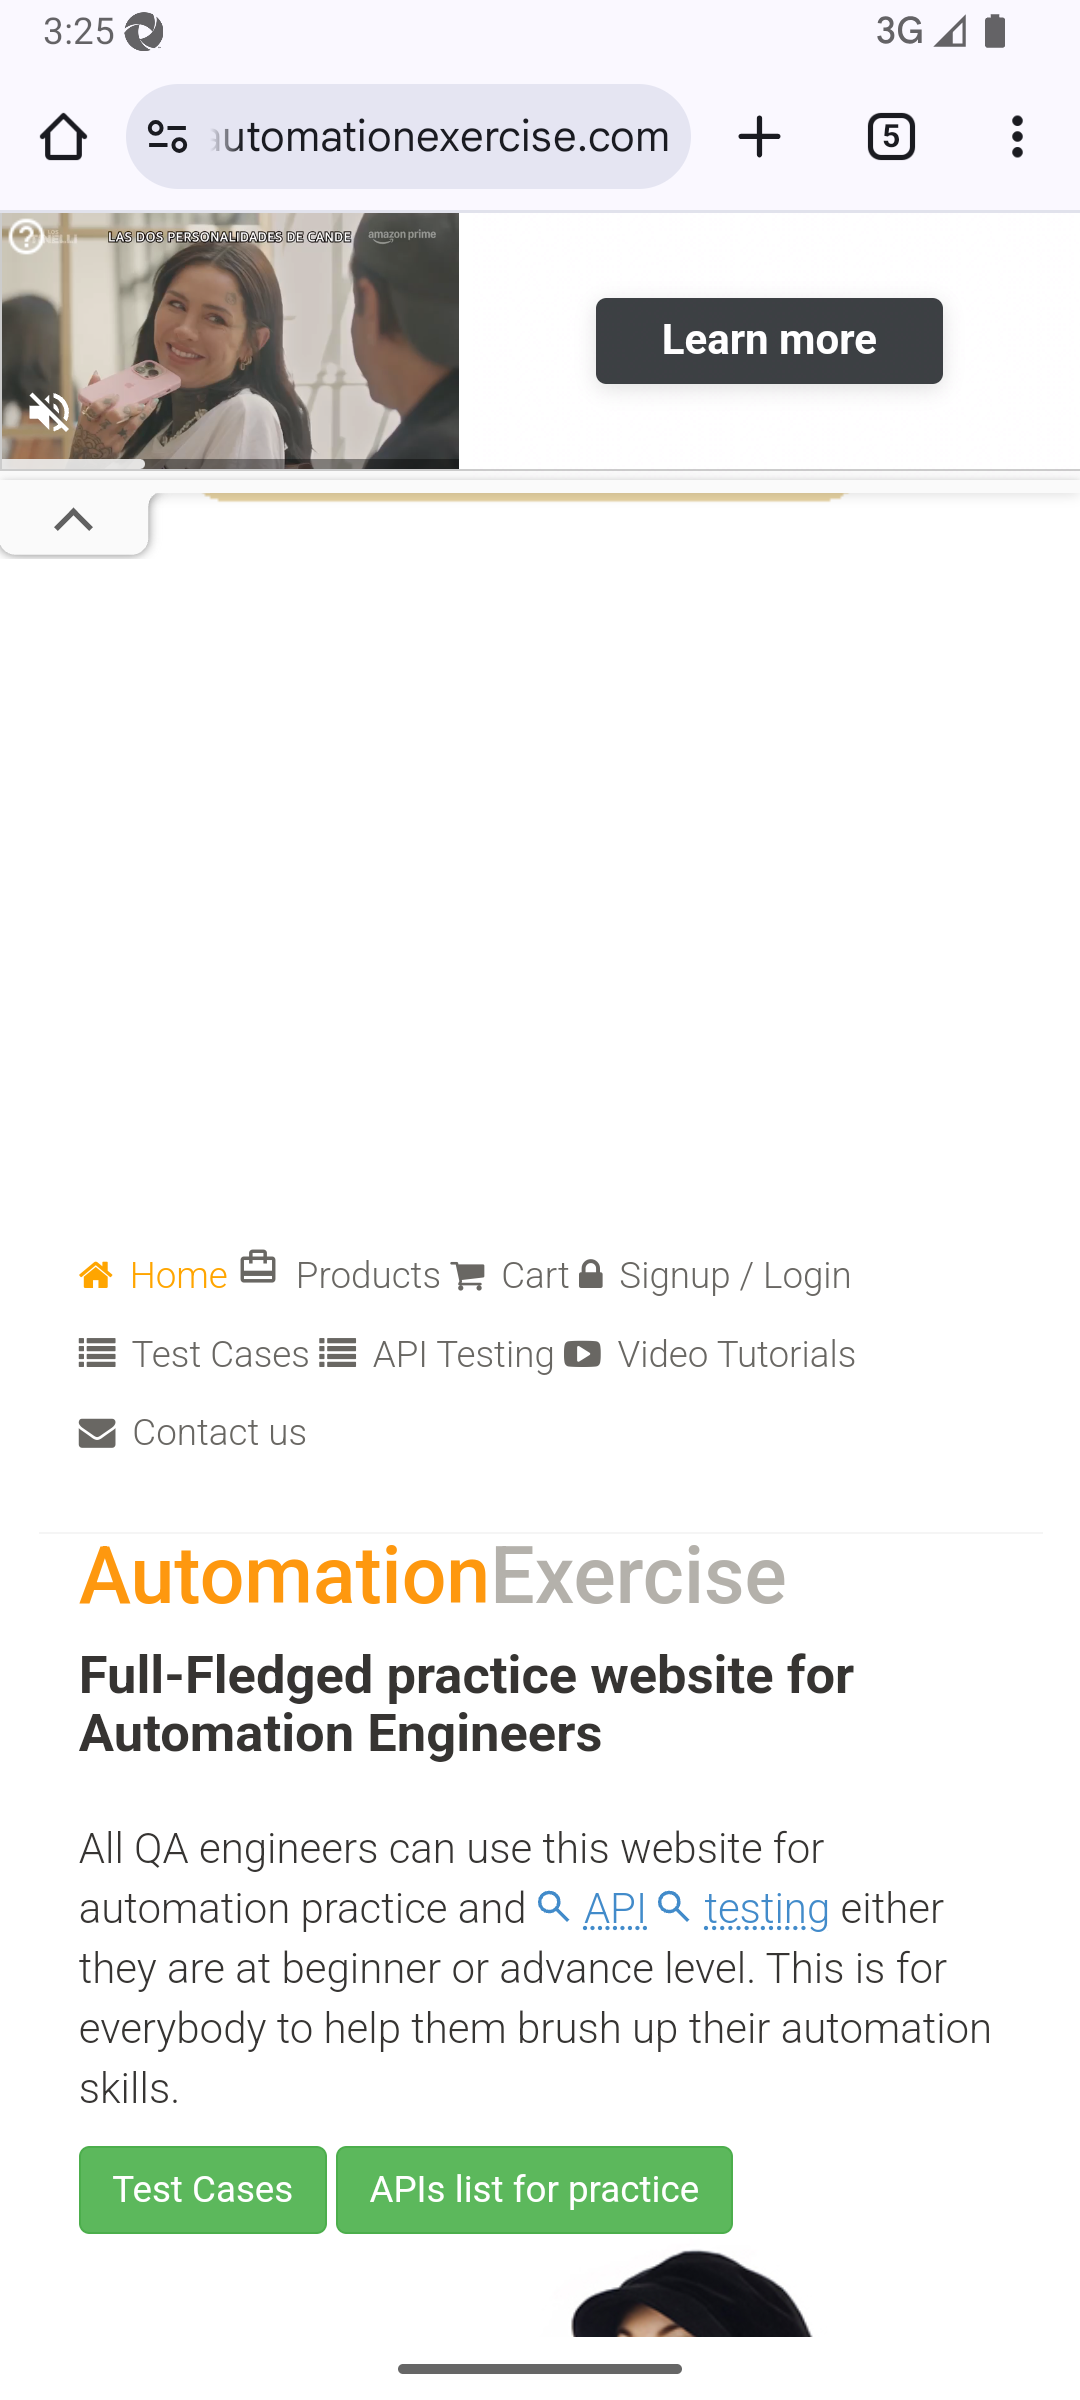 3:25
3G
automationexercise.com
5
LAS DOS PERSONALIDADES DE CANDE
amazon prime
Learn more
Home Products Cart Signup / Login
Test Cases API Testing Video Tutorials
Contact us
AutomationExercise
Full-Fledged practice website for
Automation Engineers
All QA engineers can use this website for
automation practice and API testing either
they are at beginner or advance level. This is for
everybody to help them brush up their automation
skills.
Test Cases APIs list for practice